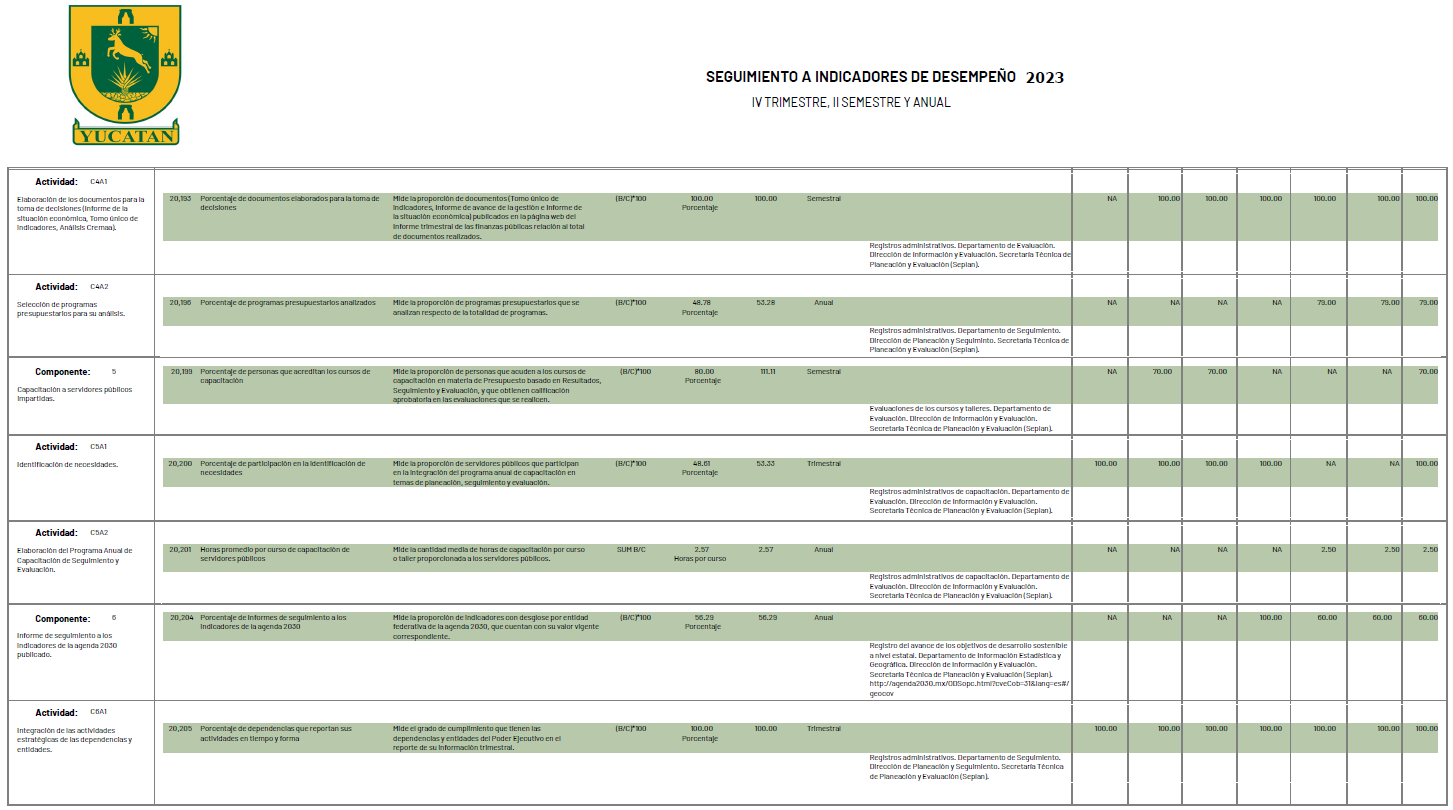 YUCATAN
SEGUIMIENTO A INDICADORES DE DESEMPEÑO 2023
IV TRIMESTRE, II SEMESTRE Y ANUAL
Actividad: C4A1
Elaboración de los documentos para la
toma de decisiones (Informe de la
situación económica, Tomo único de
Indicadores, Análisis Cremaa).
20,193 Porcentaje de documentos elaborados para la toma de
decisiones
Mide la proporción de documentos (Tomo único de
Indicadores, Informe de avance de la gestión e Informe de
la situación económica) publicados en la página web del
Informe trimestral de las finanzas públicas relación al total
de documentos realizados.
(B/C)*100
100.00
Porcentaje
100.00
Semestral
NA 100.00 100.00 100.00 100.00 100.00 100.00
Registros administrativos. Departamento de Evaluación.
Dirección de Información y Evaluación. Secretaría Técnica de
Planeación y Evaluación (Seplan).
Actividad: C4A2
Selección de programas
presupuestarios para su análisis.
20,196 Porcentaje de programas presupuestarios analizados
Mide la proporción de programas presupuestarios que se
analizan respecto de la totalidad de programas.
(B/C)*100
48.78
Porcentaje
53.28
Anual
NA NA NA NA 79.00 79.00 79.00
Registros administrativos. Departamento de Seguimiento.
Dirección de Planeación y Seguiminto. Secretaría Técnica de
Planeación y Evaluación (Seplan).
Componente: 5
Capacitación a servidores públicos
Impartidas.
20,199 Porcentaje de personas que acreditan los cursos de
capacitación
Mide la proporción de personas que acuden a los cursos de
capacitación en materia de Presupuesto basado en Resultados,
Seguimiento y Evaluación, y que obtienen calificación
aprobatoria en las evaluaciones que se realicen.
(B/C)*100
80.00
Porcentaje
111.11
Semestral
NA 70.00 70.00 NA NA NA 70.00
Evaluaciones de los cursos y talleres. Departamento de
Evaluación. Dirección de Información y Evaluación.
Secretaría Técnica de Planeación y Evaluación (Seplan).
Actividad: C5A1
Identificación de necesidades.
20,200 Porcentaje de participación en la identificación de
necesidades
Mide la proporción de servidores públicos que participan
en la integración del programa anual de capacitación en
temas de planeación, seguimiento y evaluación.
(B/C)*100
48.61
Porcentaje
53.33
Trimestral
100.00 100.00 100.00 100.00 NA NA 100.00
Registros administrativos de capacitación. Departamento de
Evaluación. Dirección de Información y Evaluación.
Secretaría Técnica de Planeación y Evaluación (Seplan).
Actividad: C5A2
Elaboración del Programa Anual de
Capacitación de Seguimiento y
Evaluación.
20,201 Horas promedio por curso de capacitación de
servidores públicos
Mide la cantidad media de horas de capacitación por curso
o taller proporcionada a los servidores públicos.
SUM B/C
2.57
Horas por curso
2.57
Anual
NA NA NA NA 2.50 2.50 2.50
Registros administrativos de capacitación. Departamento de
Evaluación. Dirección de Información y Evaluación.
Secretaría Técnica de Planeación y Evaluación (Seplan).
Componente: 6
Informe de seguimiento a los
Indicadores de la agenda 2030
publicado.
20,204 Porcentaje de Informes de seguimiento a los
Indicadores de la agenda 2030
Mide la proporción de Indicadores con desglose por entidad
federativa de la agenda 2030, que cuentan con su valor vigente
correspondiente.
(B/C)*100
56.29
Porcentaje
56.29
Anual
NA NA NA 100.00 60.00 60.00 60.00
Registro del avance de los objetivos de desarrollo sostenible
a nivel estatal. Departamento de Información Estadística y
Geográfica. Dirección de Información y Evaluación.
Secretaría Técnica de Planeación y Evaluación (Seplan).
http://agenda2030.mx/ODSopc.html?cveCob=31&lang=es#/
geocov
Actividad: C6A1
Integración de las actividades
estratégicas de las dependencias y
entidades.
20,205 Porcentaje de dependencias que reportan sus
actividades en tiempo y forma
Mide el grado de cumplimiento que tienen las
dependencias y entidades del Poder Ejecutivo en el
reporte de su información trimestral.
(B/C)*100
100.00
Porcentaje
100.00
Trimestral
100.00 100.00 100.00 100.00 100.00 100.00 100.00
Registros administrativos. Departamento de Seguimiento.
Dirección de Planeación y Seguimiento. Secretaría Técnica
de Planeación y Evaluación (Seplan).